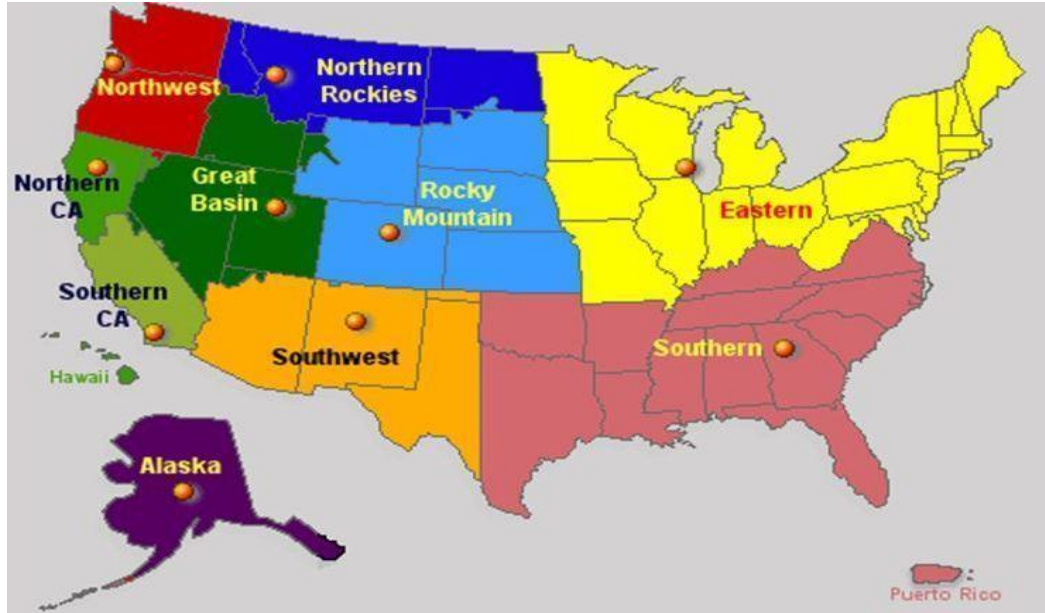 Northern
Rockies
Northwest
Great
Basin
Northern
CA
Rocky
Mountain
Eastern
Southern
CA
Southwest
Southern
Hawaii
Alaska
Puerto Rico